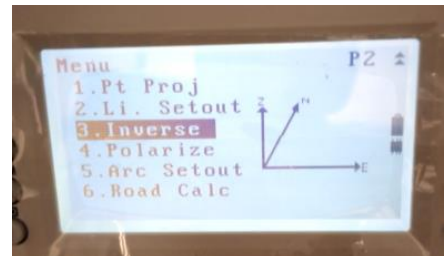 Menu P2
1.Pt Proj
2.Li. Setout
3.Inverse
4.Polarize
5.Arc Setout
6.Road Calc
Z
N
E